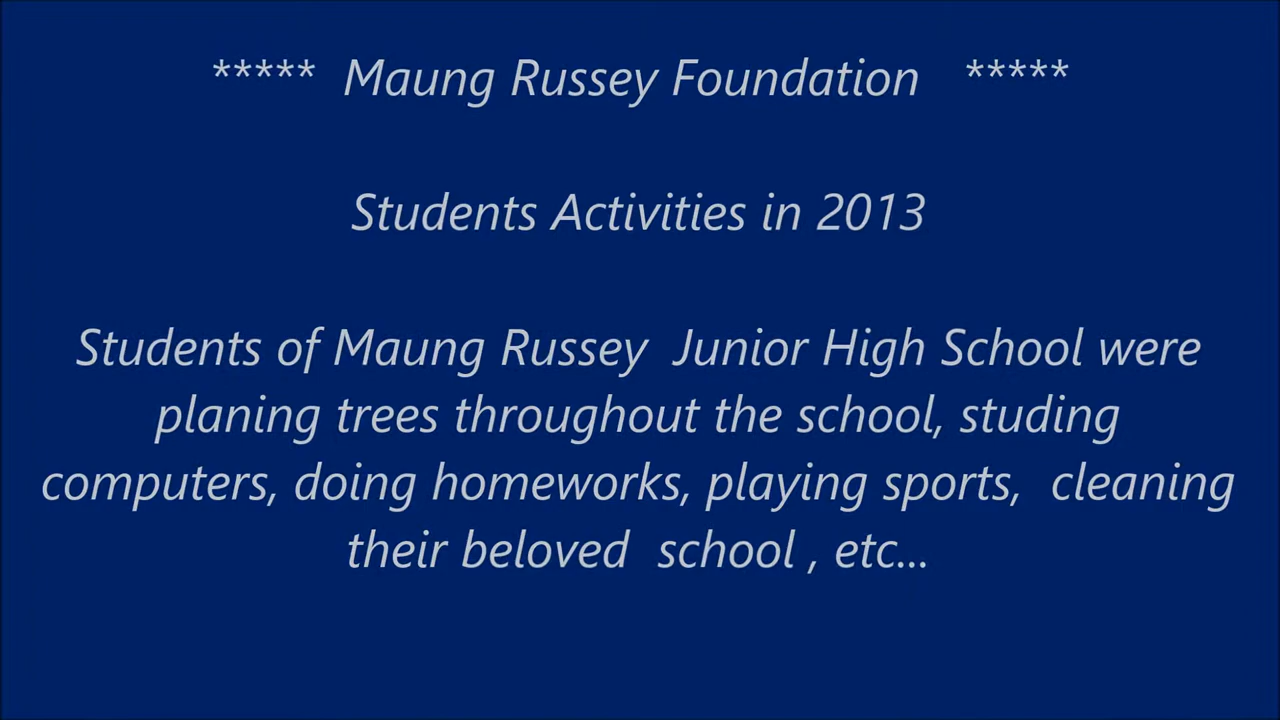 ***** Maung Russey Foundation *****
Students Activities in 2013
Students of Maung Russey Junior High School were
planing trees throughout the school, studing
computers, doing homeworks, playing sports, cleaning
their beloved school , etc...